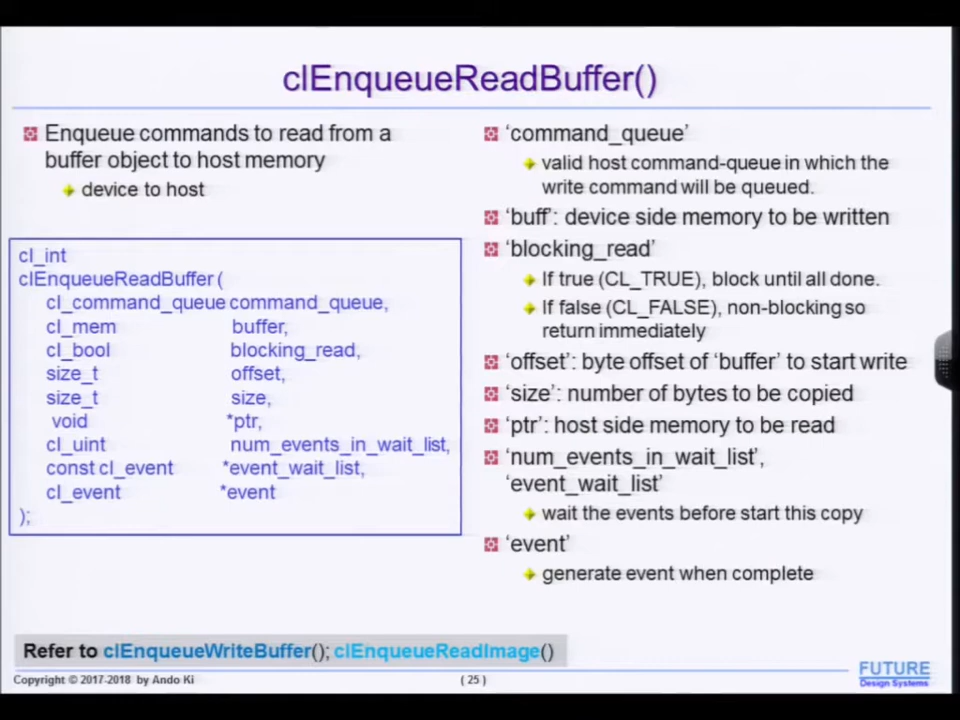 clEnqueueReadBuffer()
Enqueue commands to read from a
buffer object to host memory
device to host
cl_int
clEnqueueReadBuffer (
cl_command_queue command_queue,
cl_mem buffer,
cl_bool blocking_read,
size_t offset,
size_t size,
void *ptr,
cl_uint num_events_in_wait_list,
const cl_event *event_wait_list,
cl_event *event
);
‘command_queue’
valid host command-queue in which the
write command will be queued.
‘buff’: device side memory to be written
‘blocking_read’
If true (CL_TRUE), block until all done.
If false (CL_FALSE), non-blocking so
return immediately
‘offset’: byte offset of ‘buffer’ to start write
‘size’: number of bytes to be copied
‘ptr’: host side memory to be read
‘num_events_in_wait_list’,
‘event_wait_list’
wait the events before start this copy
‘event’
generate event when complete
Refer to clEnqueueWriteBuffer(); clEnqueueReadImage()
Copyright © 2017-2018 by Ando Ki
( 25 )
FUTURE
Design Systems